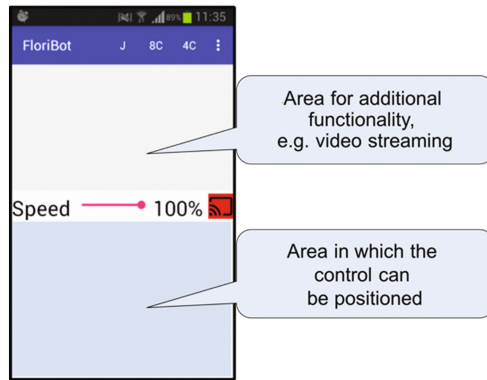 89% 11:35
FloriBot J 8C 4C
Area for additional
functionality,
e.g. video streaming
Speed 100%
Area in which the
control can
be positioned